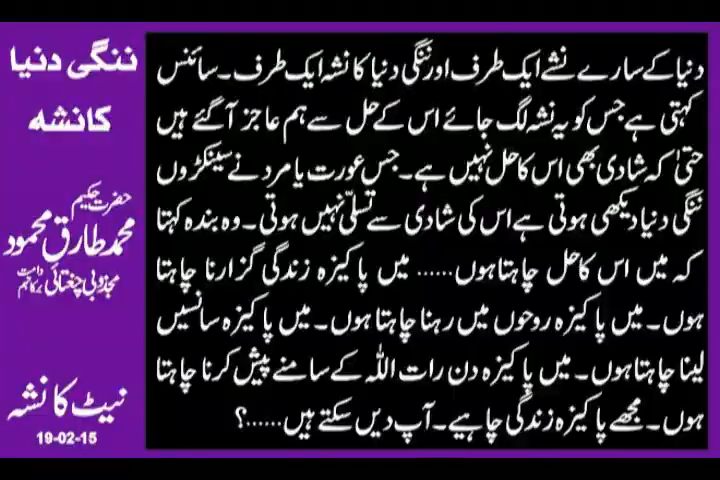 ننگی دنیا
کا نشہ
حضرت حکیم
محمد طارق محمود
مجذوبی چغتائی دامت برکاتہم
نیٹ کا نشہ
19-02-15
دنیا کے سارے نشے ایک طرف اور ننگی دنیا کا نشہ ایک طرف۔ سائنس
کہتی ہے جس کو یہ نشہ لگ جائے اس کے حل سے ہم عاجز آ گئے ہیں
حتیٰ کہ شادی بھی اس کا حل نہیں ہے۔ جس عورت یا مرد نے سینکڑوں
ننگی دنیا دیکھی ہوتی ہے اس کی شادی سے تسلّی نہیں ہوتی۔ وہ بندہ کہتا
کہ میں اس کا حل چاہتا ہوں...... میں پاکیزہ زندگی گزارنا چاہتا
ہوں۔ میں پاکیزہ روحوں میں رہنا چاہتا ہوں۔ میں پاکیزہ سانسیں
لینا چاہتا ہوں۔ میں پاکیزہ دن رات اللہ کے سامنے پیش کرنا چاہتا
ہوں۔ مجھے پاکیزہ زندگی چاہیے۔ آپ دیں سکتے ہیں......؟